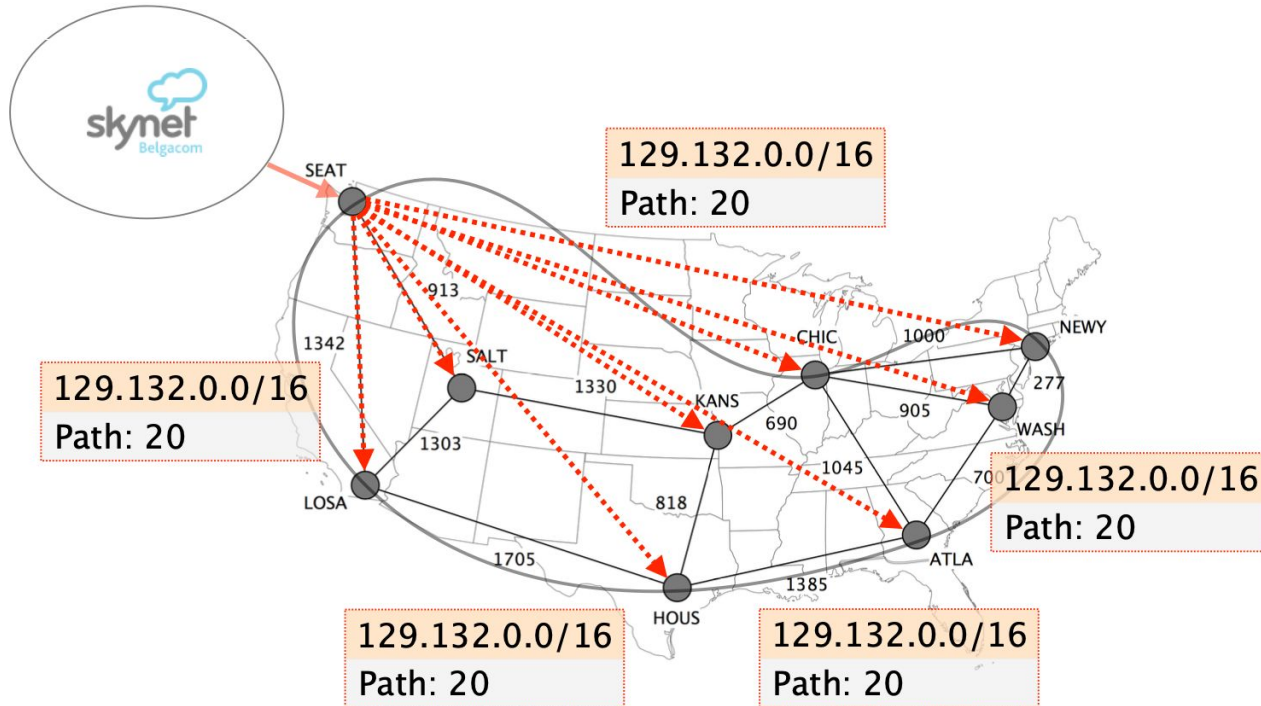 skynet
Belgacom
SEAT
129.132.0.0/16
Path: 20
913
1342
SALT
CHIC
1000
NEWY
129.132.0.0/16
Path: 20
1330
KANS
277
1303
690
905
WASH
LOSA
818
1045
700
129.132.0.0/16
Path: 20
1705
1385
ATLA
HOUS
129.132.0.0/16
Path: 20
129.132.0.0/16
Path: 20